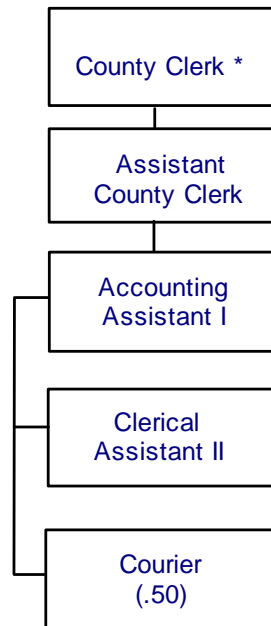 County Clerk *
Assistant
County Clerk
Accounting
Assistant I
Clerical
Assistant II
Courier
(.50)